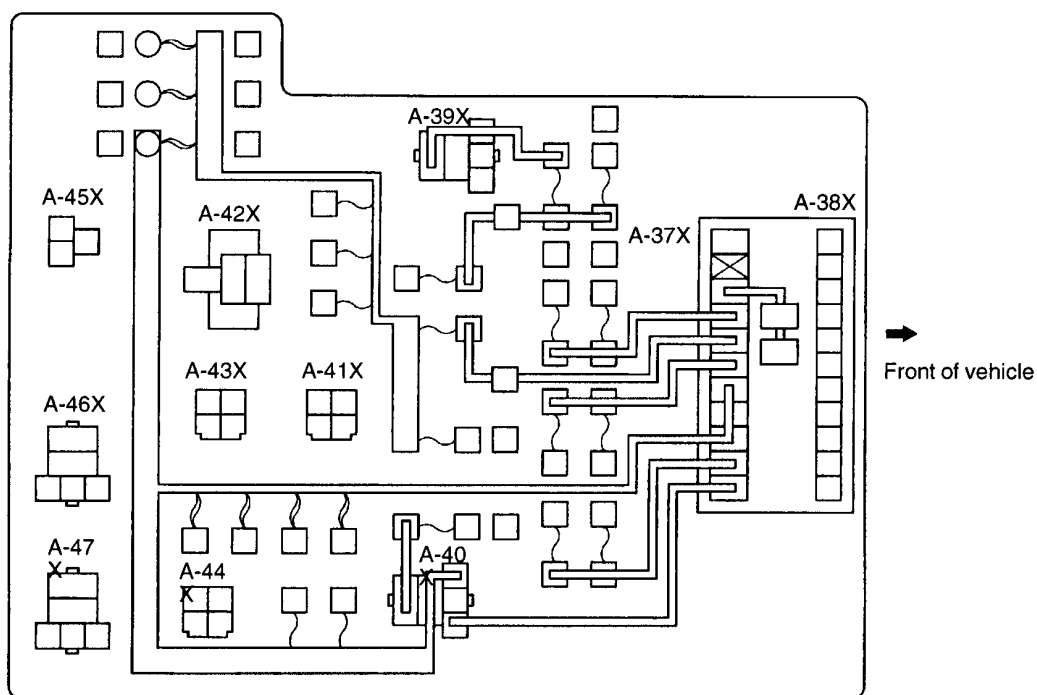 A-39X
A-45X
A-42X
A-38X
A-37X
Front of vehicle
A-43X
A-41X
A-46X
A-47
X
A-40
X
A-44
X